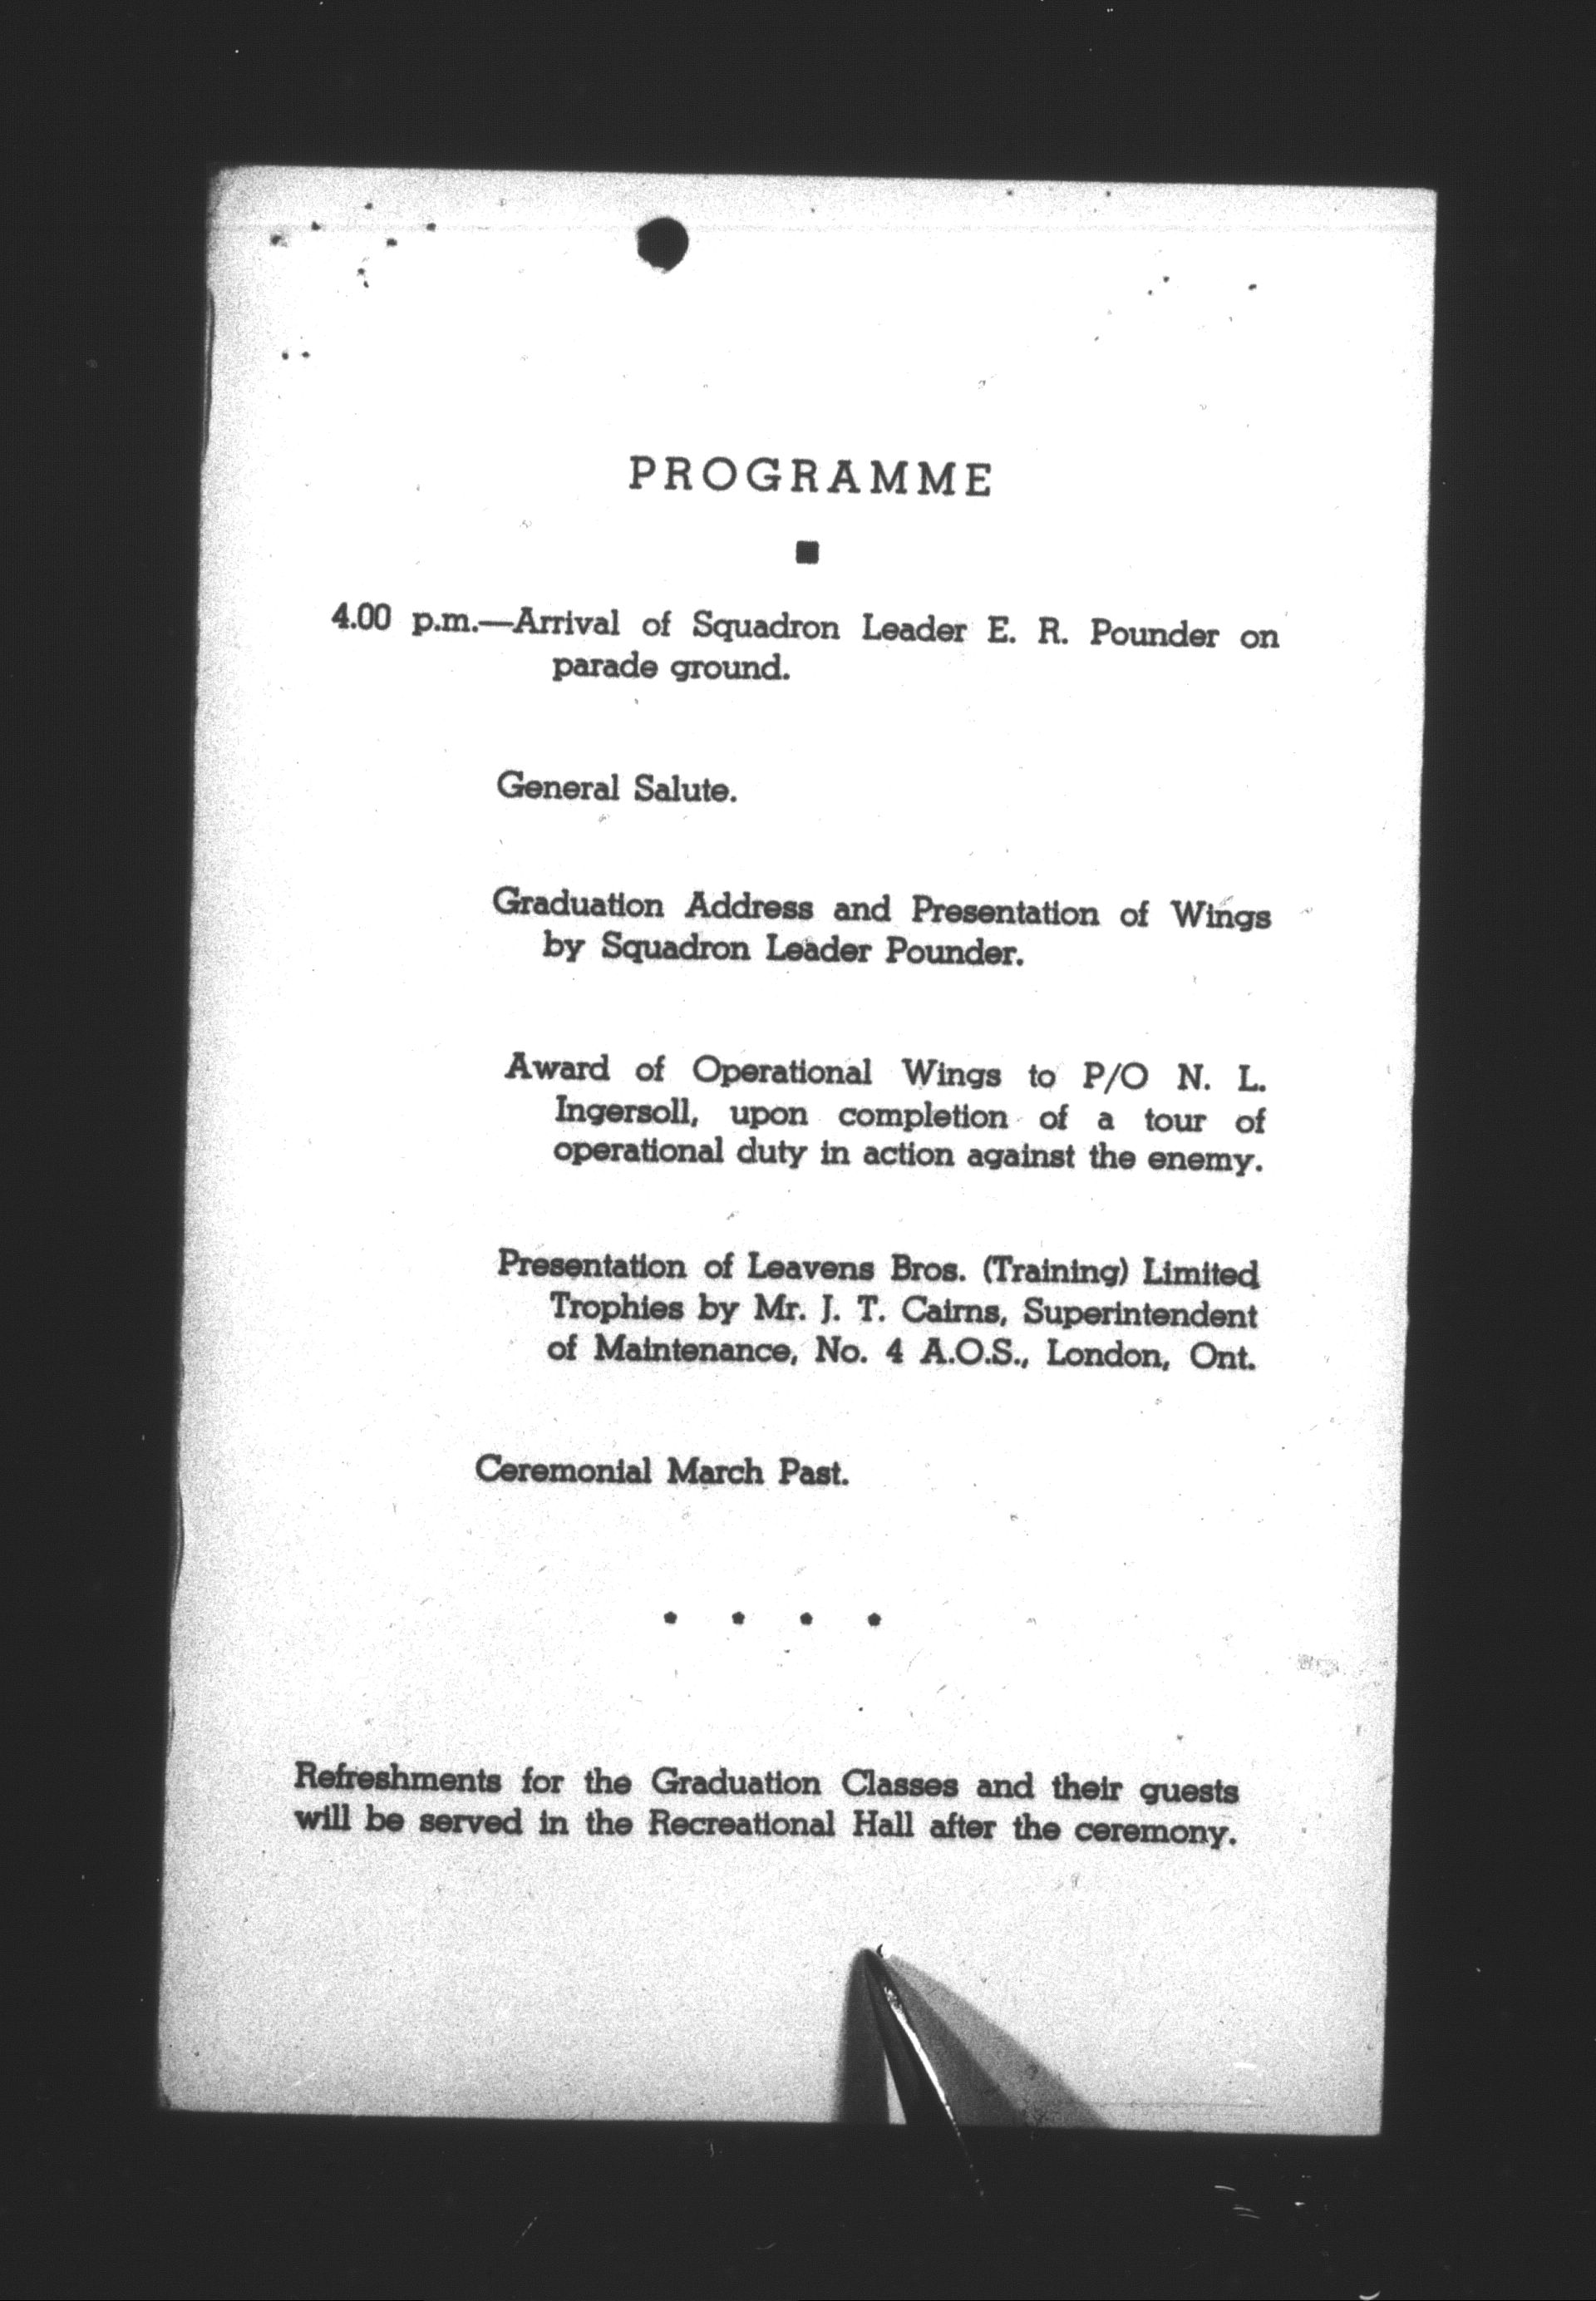 PROGRAMME
4.00 p.m.—Arrival of Squadron Leader E. R. Pounder on
parade ground.
General Salute.
Graduation Address and Presentation of Wings
by Squadron Leader Pounder.
Award of Operational Wings to P/O N. L.
Ingersoll, upon completion of a tour of
operational duty in action against the enemy.
Presentation of Leavens Bros. (Training) Limited
Trophies by Mr. J. T. Cairns, Superintendent
of Maintenance, No. 4 A.O.S., London, Ont.
Ceremonial March Past.
Refreshments for the Graduation Classes and their guests
will be served in the Recreational Hall after the ceremony.